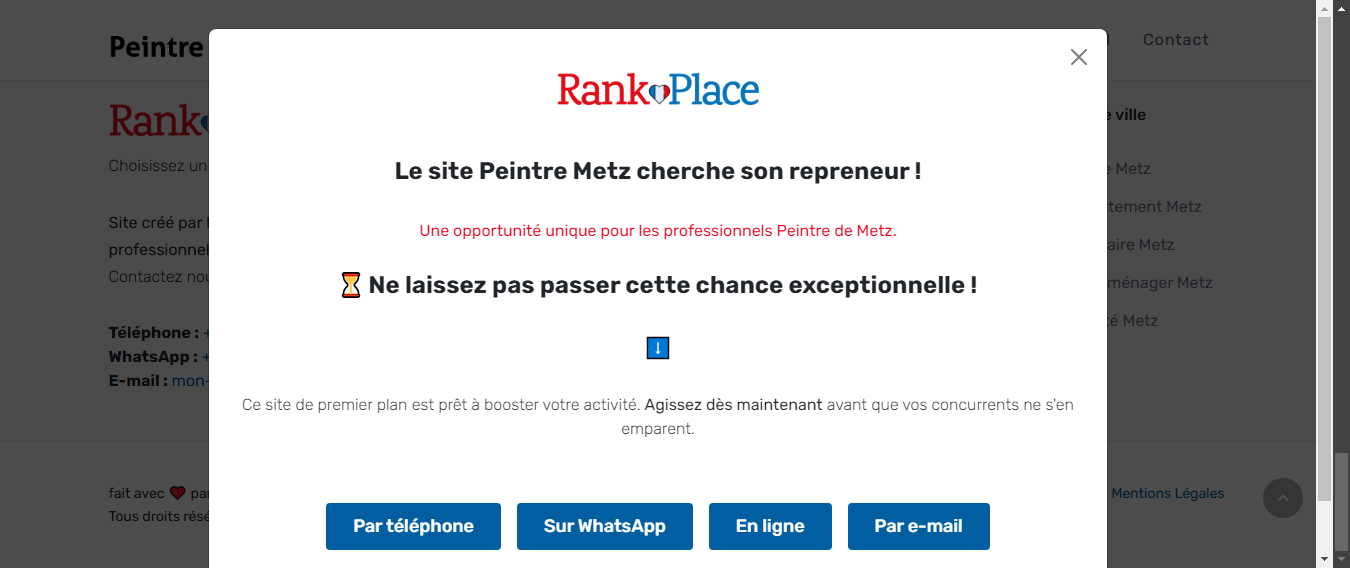 Peintre
Contact
Rank Place
Rank
ville
Le site Peintre Metz cherche son repreneur !
Choisissez un
Metz
Une opportunité unique pour les professionnels Peintre de Metz.
Metz
Site créé par
aire Metz
professionnel
Contactez nou
⏳ Ne laissez pas passer cette chance exceptionnelle !
ménager Metz
té Metz
Téléphone : +
WhatsApp : +
E-mail : mon-
↓
Ce site de premier plan est prêt à booster votre activité. Agissez dès maintenant avant que vos concurrents ne s'en
emparent.
fait avec ❤ par
Tous droits rése
Mentions Légales
Par téléphone
Sur WhatsApp
En ligne
Par e-mail